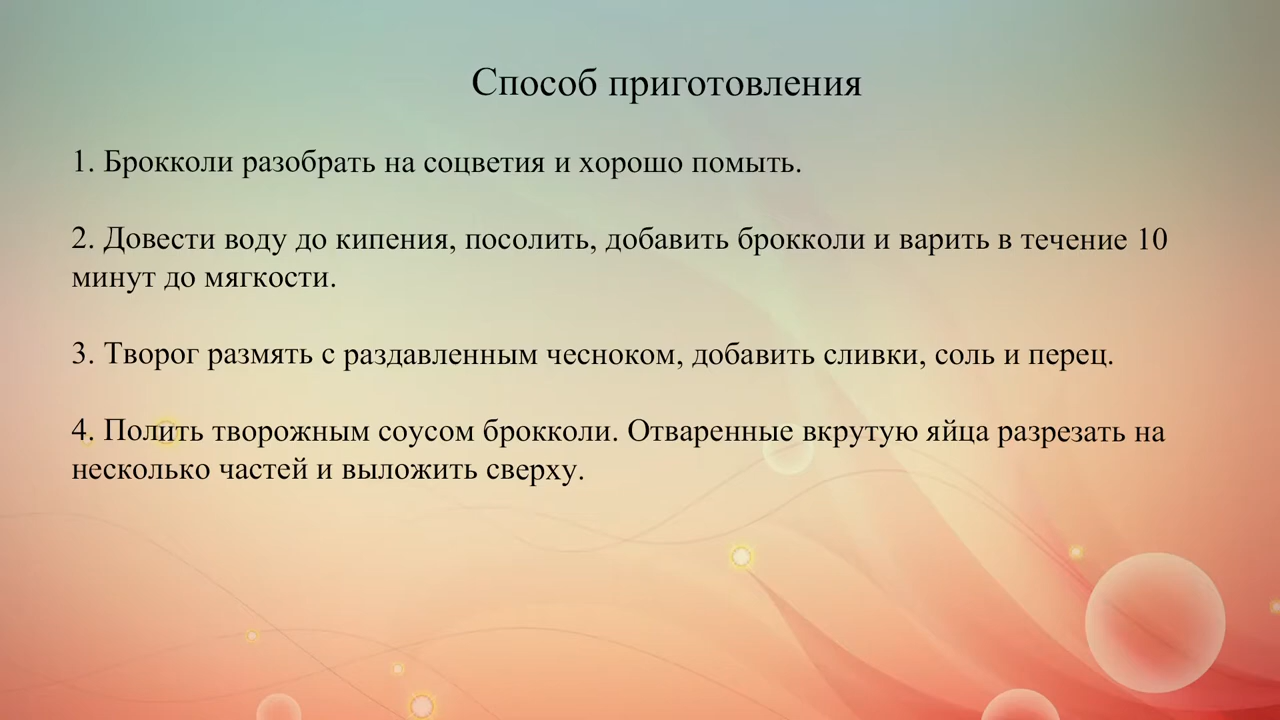 Способ приготовления
1. Брокколи разобрать на соцветия и хорошо помыть.
2. Довести воду до кипения, посолить, добавить брокколи и варить в течение 10
минут до мягкости.
3. Творог размять с раздавленным чесноком, добавить сливки, соль и перец.
4. Полить творожным соусом брокколи. Отваренные вкрутую яйца разрезать на
несколько частей и выложить сверху.